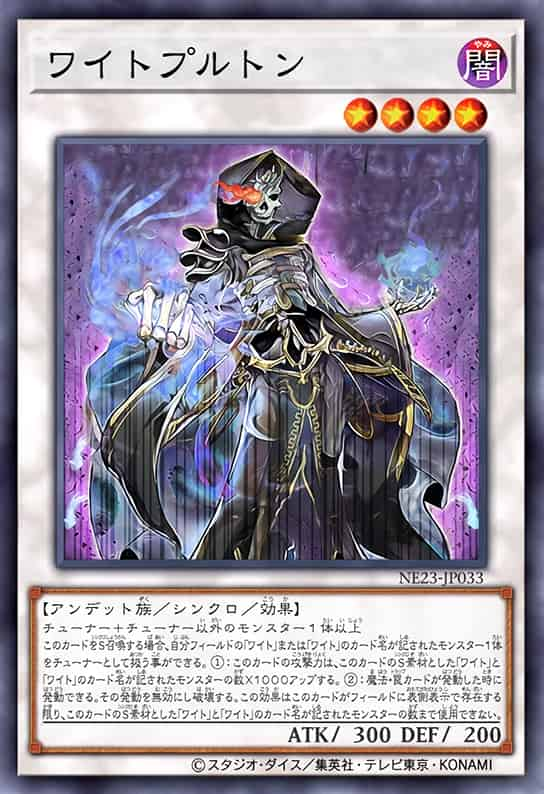 ワイトプルトン
やみ
闇
NE23-JP033
【アンデット族/シンクロ/効果】
チューナー+チューナー以外のモンスター1体以上
このカードをS召喚する場合、自分フィールドの「ワイト」または「ワイト」のカード名が記されたモンスター1体
をチューナーとして扱う事ができる。①:このカードの攻撃力は、このカードのS素材とした「ワイト」と
「ワイト」のカード名が記されたモンスターの数×1000アップする。②:魔法・罠カードが発動した時に
発動できる。その発動を無効にし破壊する。この効果はこのカードがフィールドに表側表示で存在する
限り、このカードのS素材とした「ワイト」と「ワイト」のカード名が記されたモンスターの数まで使用できない。
ATK/ 300 DEF/ 200
©スタジオ・ダイス/集英社・テレビ東京・KONAMI